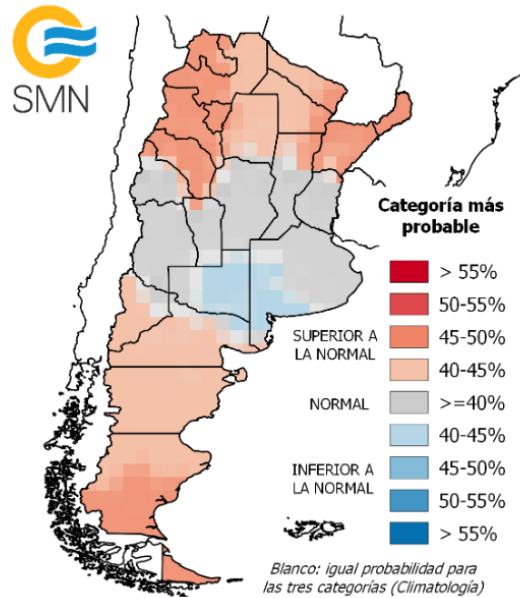 SMN
Categoría más
probable
> 55%
50-55%
SUPERIOR A
LA NORMAL
45-50%
40-45%
NORMAL
>=40%
40-45%
INFERIOR A
LA NORMAL
45-50%
50-55%
> 55%
Blanco: igual probabilidad para
las tres categorías (Climatología)